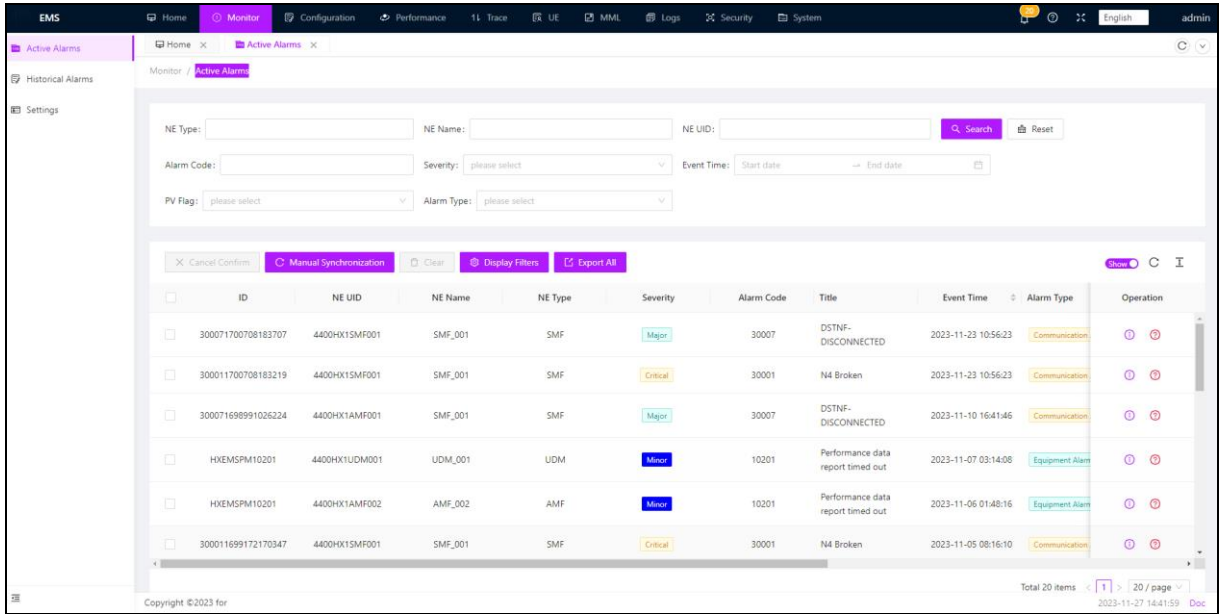 EMS Home Monitor Configuration Performance Trace UE MML Logs Security System 20 English admin
Active Alarms
Historical Alarms
Settings
Home Active Alarms
Monitor / Active Alarms
NE Type: NE Name: NE UID: Search Reset
Alarm Code: Severity: please select Event Time: Start date → End date
PV Flag: please select Alarm Type: please select
Cancel Confirm Manual Synchronization Clear Display Filters Export All Show
ID NE UID NE Name NE Type Severity Alarm Code Title Event Time Alarm Type Operation
300071700708183707 4400HX1SMF001 SMF_001 SMF Major 30007 DSTNF-
DISCONNECTED 2023-11-23 10:56:23 Communication
300011700708183219 4400HX1SMF001 SMF_001 SMF Critical 30001 N4 Broken 2023-11-23 10:56:23 Communication
300071698991026224 4400HX1AMF001 SMF_001 SMF Major 30007 DSTNF-
DISCONNECTED 2023-11-10 16:41:46 Communication
HXEMSPM10201 4400HX1UDM001 UDM_001 UDM Minor 10201 Performance data
report timed out 2023-11-07 03:14:08 Equipment Alarm
HXEMSPM10201 4400HX1AMF002 AMF_002 AMF Minor 10201 Performance data
report timed out 2023-11-06 01:48:16 Equipment Alarm
300011699172170347 4400HX1SMF001 SMF_001 SMF Critical 30001 N4 Broken 2023-11-05 08:16:10 Communication
Total 20 items < 1 > 20 / page
Copyright ©2023 for 2023-11-27 14:41:59 Doc